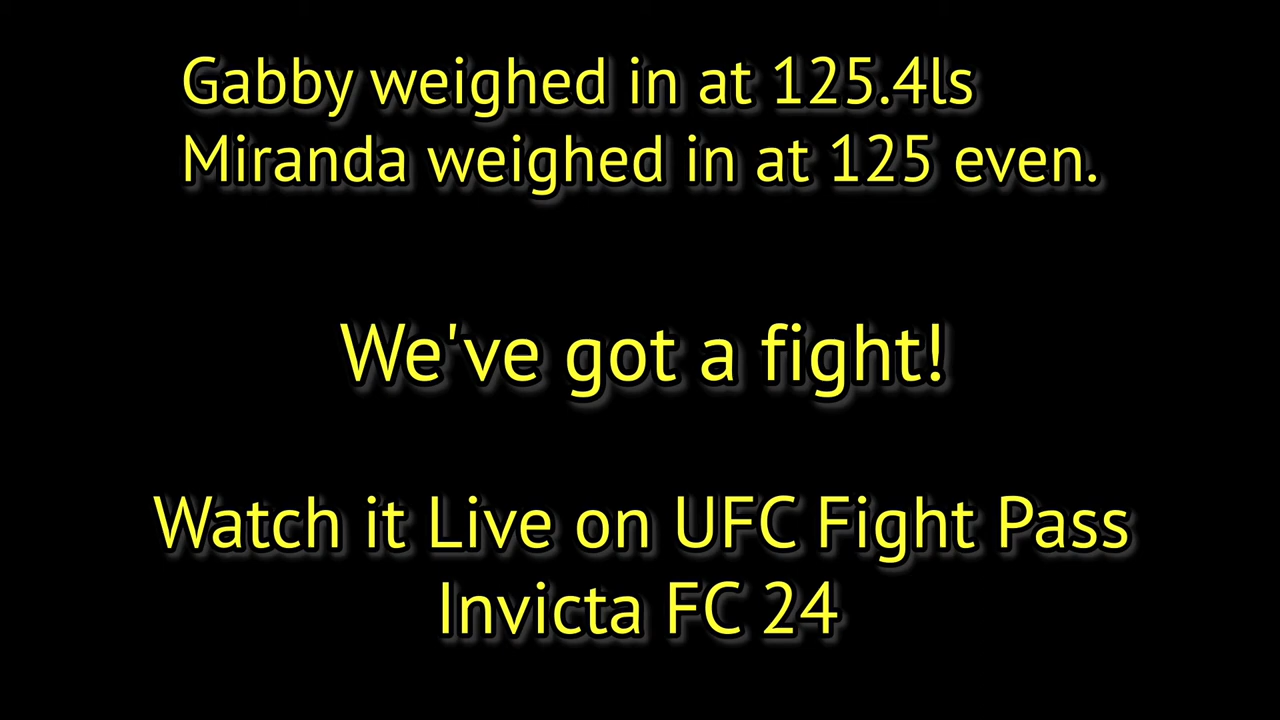 Gabby weighed in at 125.4ls
Miranda weighed in at 125 even.
We've got a fight!
Watch it Live on UFC Fight Pass
Invicta FC 24